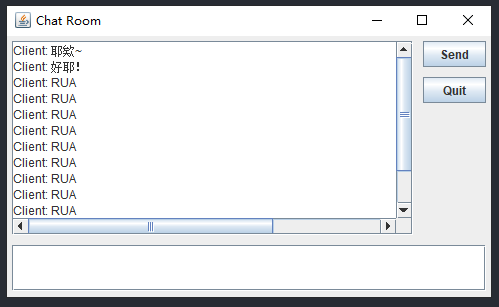 Chat Room
Client: 耶欸~
Client: 好耶!
Client: RUA
Client: RUA
Client: RUA
Client: RUA
Client: RUA
Client: RUA
Client: RUA
Client: RUA
Client: RUA
Send
Quit